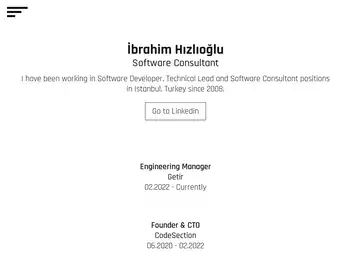 İbrahim Hızlıoğlu
Software Consultant
I have been working in Software Developer, Technical Lead and Software Consultant positions
in Istanbul, Turkey since 2008.
Go to Linkedin
Engineering Manager
Getir
02.2022 - Currently
Founder & CTO
CodeSection
06.2020 - 02.2022